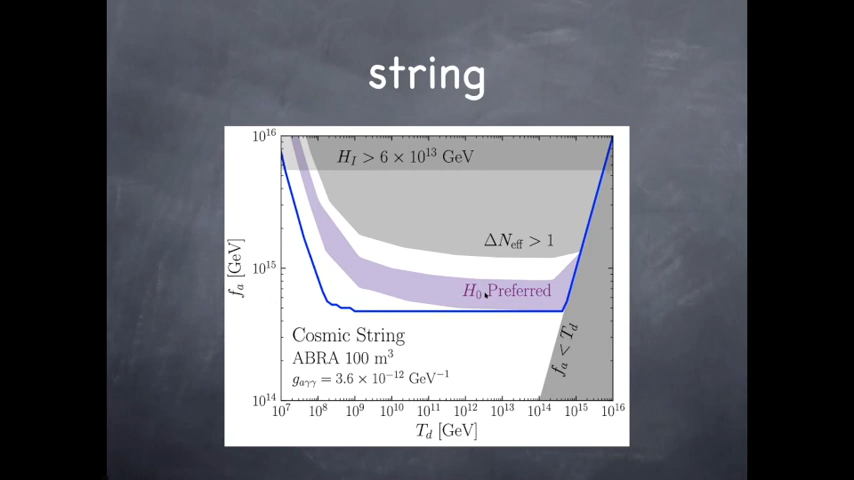 string
10^16
H_I > 6 × 10^13 GeV
ΔN_eff > 1
10^15
f_a [GeV]
H_0 Preferred
f_a < T_d
Cosmic String
ABRA 100 m^3
g_aγγ = 3.6 × 10^−12 GeV^−1
10^14
10^7 10^8 10^9 10^10 10^11 10^12 10^13 10^14 10^15 10^16
T_d [GeV]